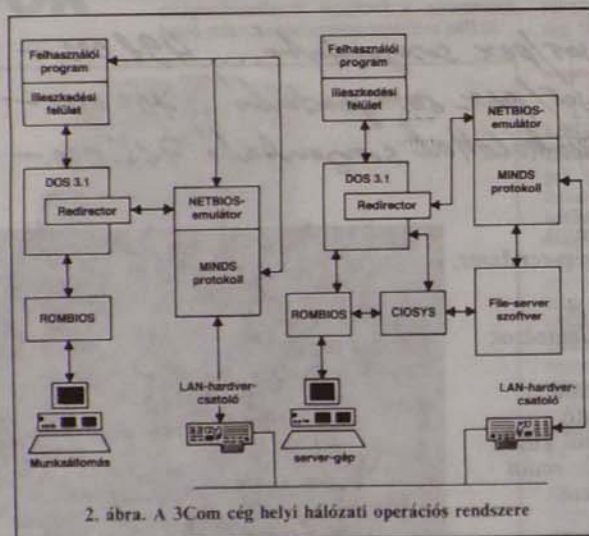 Felhasználói
program
Illeszkedési
felület
DOS 3.1
Redirector
ROMBIOS
Munkaállomás
NETBIOS-
emulátor
MINDS
protokoll
LAN-hardver-
csatoló
Felhasználói
program
Illeszkedési
felület
DOS 3.1
Redirector
ROMBIOS
CIOSYS
server-gép
NETBIOS-
emulátor
MINDS
protokoll
File-server
szoftver
LAN-hardver-
csatoló
2. ábra. A 3Com cég helyi hálózati operációs rendszere